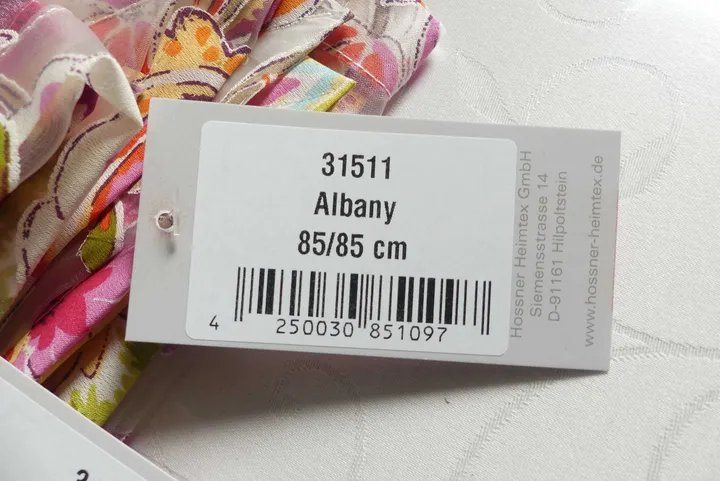 31511
Albany
85/85 cm
4 250030 851097
Hossner Heimtex GmbH
Siemensstrasse 14
D-91161 Hilpoltstein
www.hossner-heimtex.de